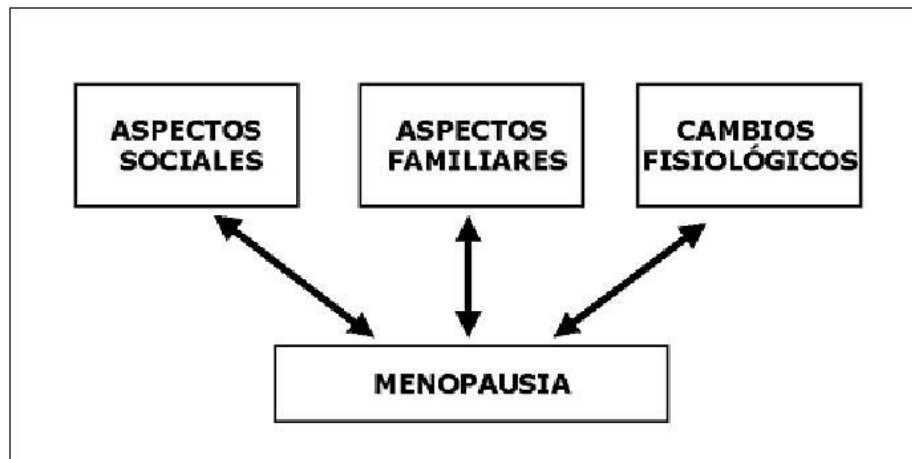 ASPECTOS
SOCIALES
ASPECTOS
FAMILIARES
CAMBIOS
FISIOLÓGICOS
MENOPAUSIA